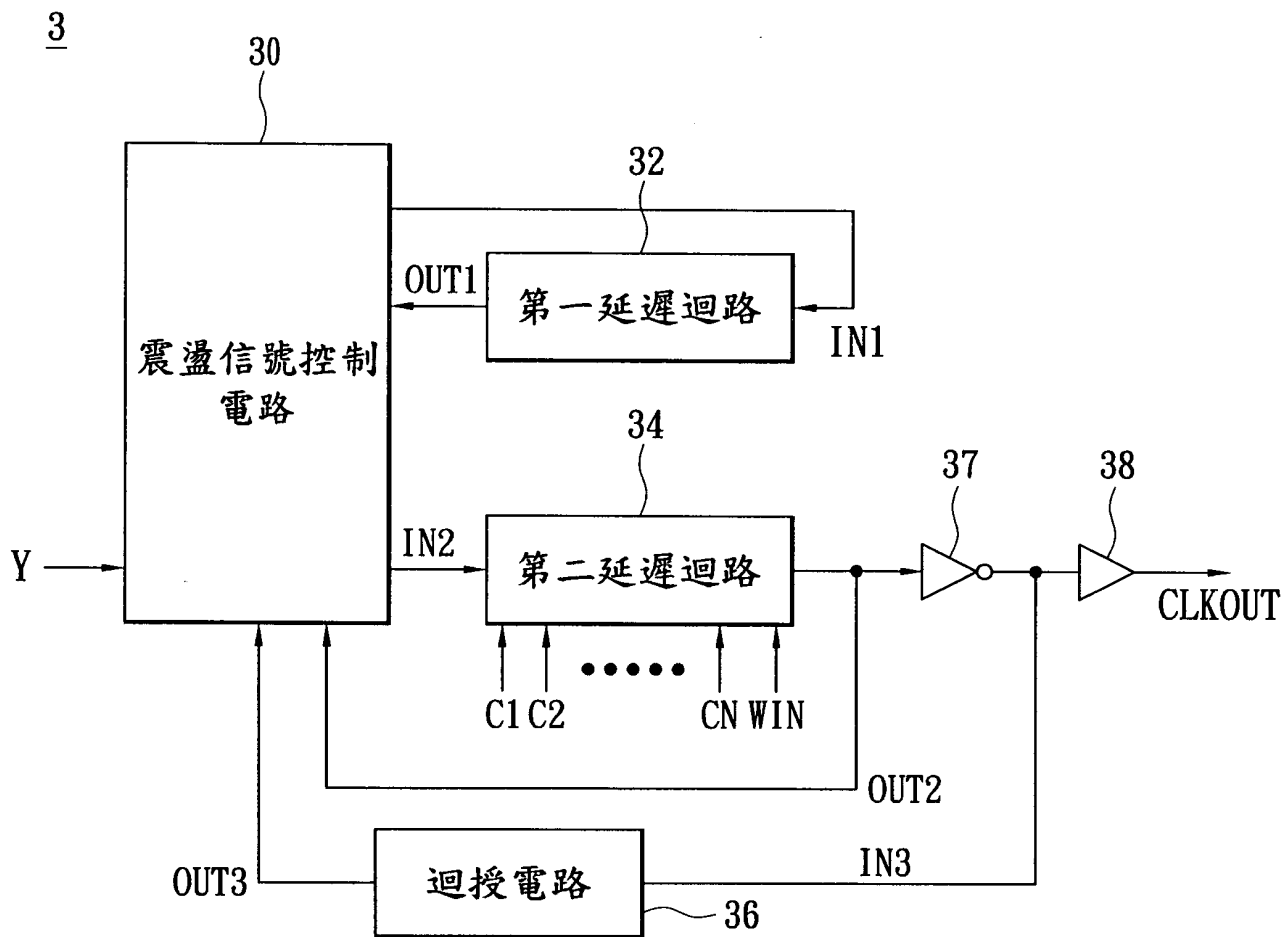 3
30
32
OUT1
第一延遲迴路
IN1
震盪信號控制
電路
34
37
38
Y
IN2
第二延遲迴路
CLKOUT
C1 C2 ••••• CN WIN
OUT2
OUT3
迴授電路
IN3
36